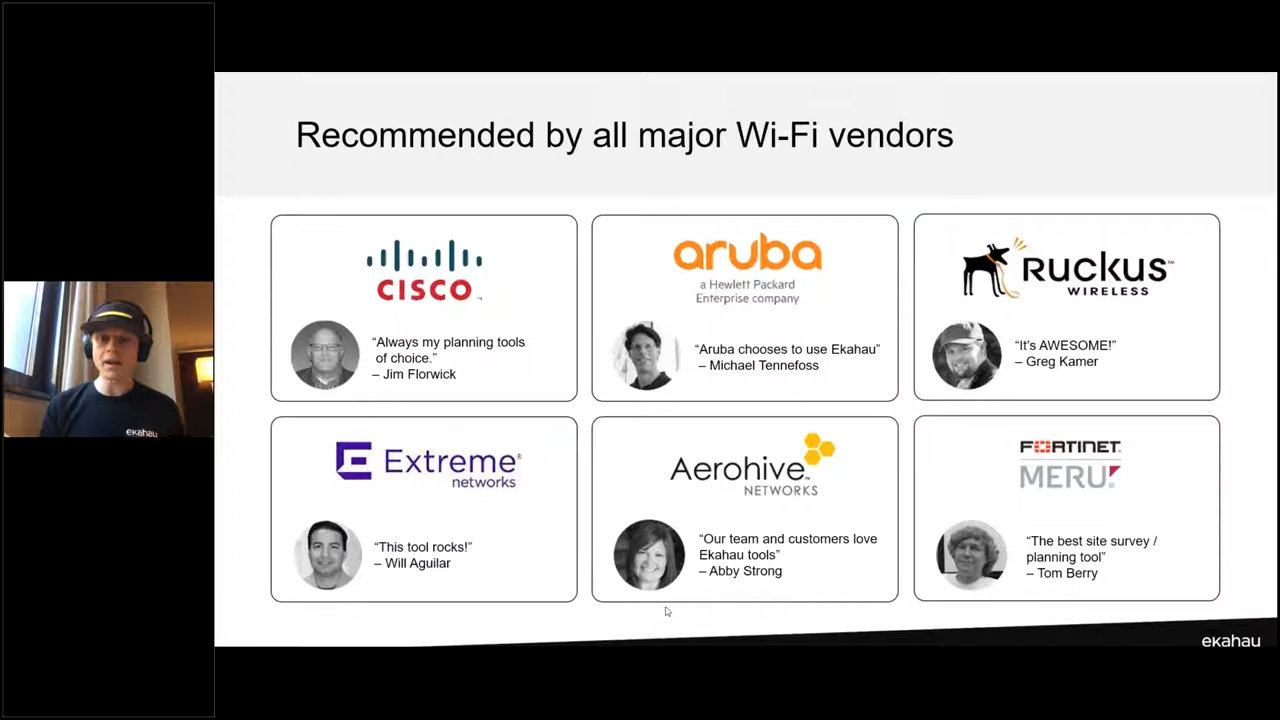 Recommended by all major Wi-Fi vendors
CISCO
“Always my planning tools
of choice.”
– Jim Florwick
aruba
a Hewlett Packard
Enterprise company
“Aruba chooses to use Ekahau”
– Michael Tennefoss
RUCKUS™
WIRELESS
“It’s AWESOME!”
– Greg Kamer
Extreme®
networks
“This tool rocks!”
– Will Aguilar
Aerohive™
NETWORKS
“Our team and customers love
Ekahau tools”
– Abby Strong
FORTINET
MERU
“The best site survey /
planning tool”
– Tom Berry
ekahau
ekahau